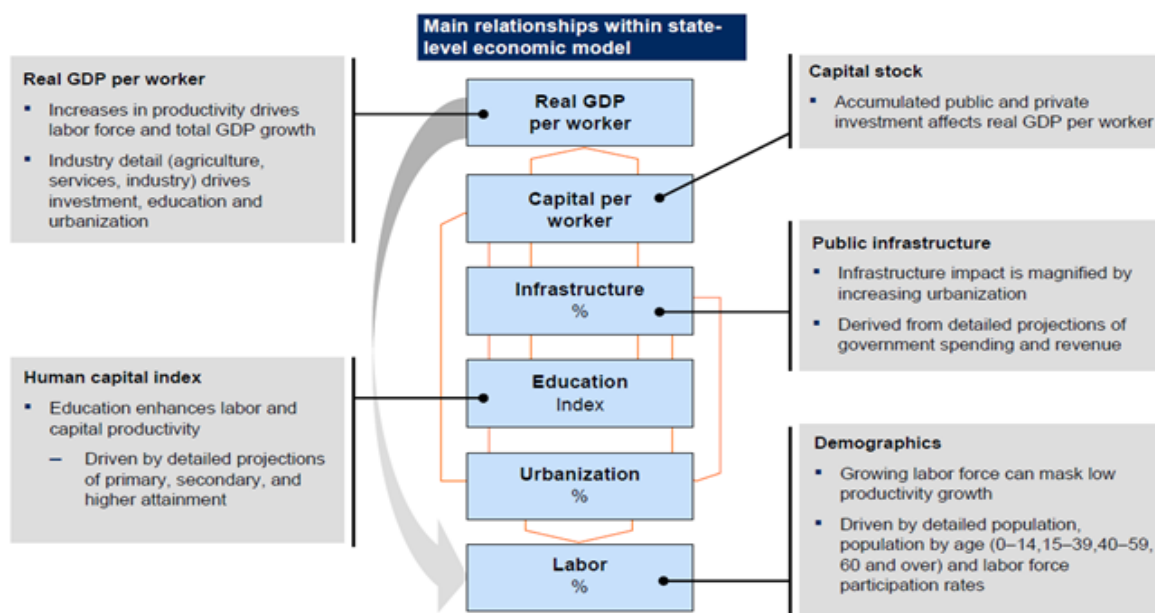 Main relationships within state-
level economic model
Real GDP per worker
▪ Increases in productivity drives
labor force and total GDP growth
▪ Industry detail (agriculture,
services, industry) drives
investment, education and
urbanization
Human capital index
▪ Education enhances labor and
capital productivity
– Driven by detailed projections
of primary, secondary, and
higher attainment
Real GDP
per worker
Capital per
worker
Infrastructure
%
Education
Index
Urbanization
%
Labor
%
Capital stock
▪ Accumulated public and private
investment affects real GDP per worker
Public infrastructure
▪ Infrastructure impact is magnified by
increasing urbanization
▪ Derived from detailed projections of
government spending and revenue
Demographics
▪ Growing labor force can mask low
productivity growth
▪ Driven by detailed population,
population by age (0–14,15–39,40–59,
60 and over) and labor force
participation rates